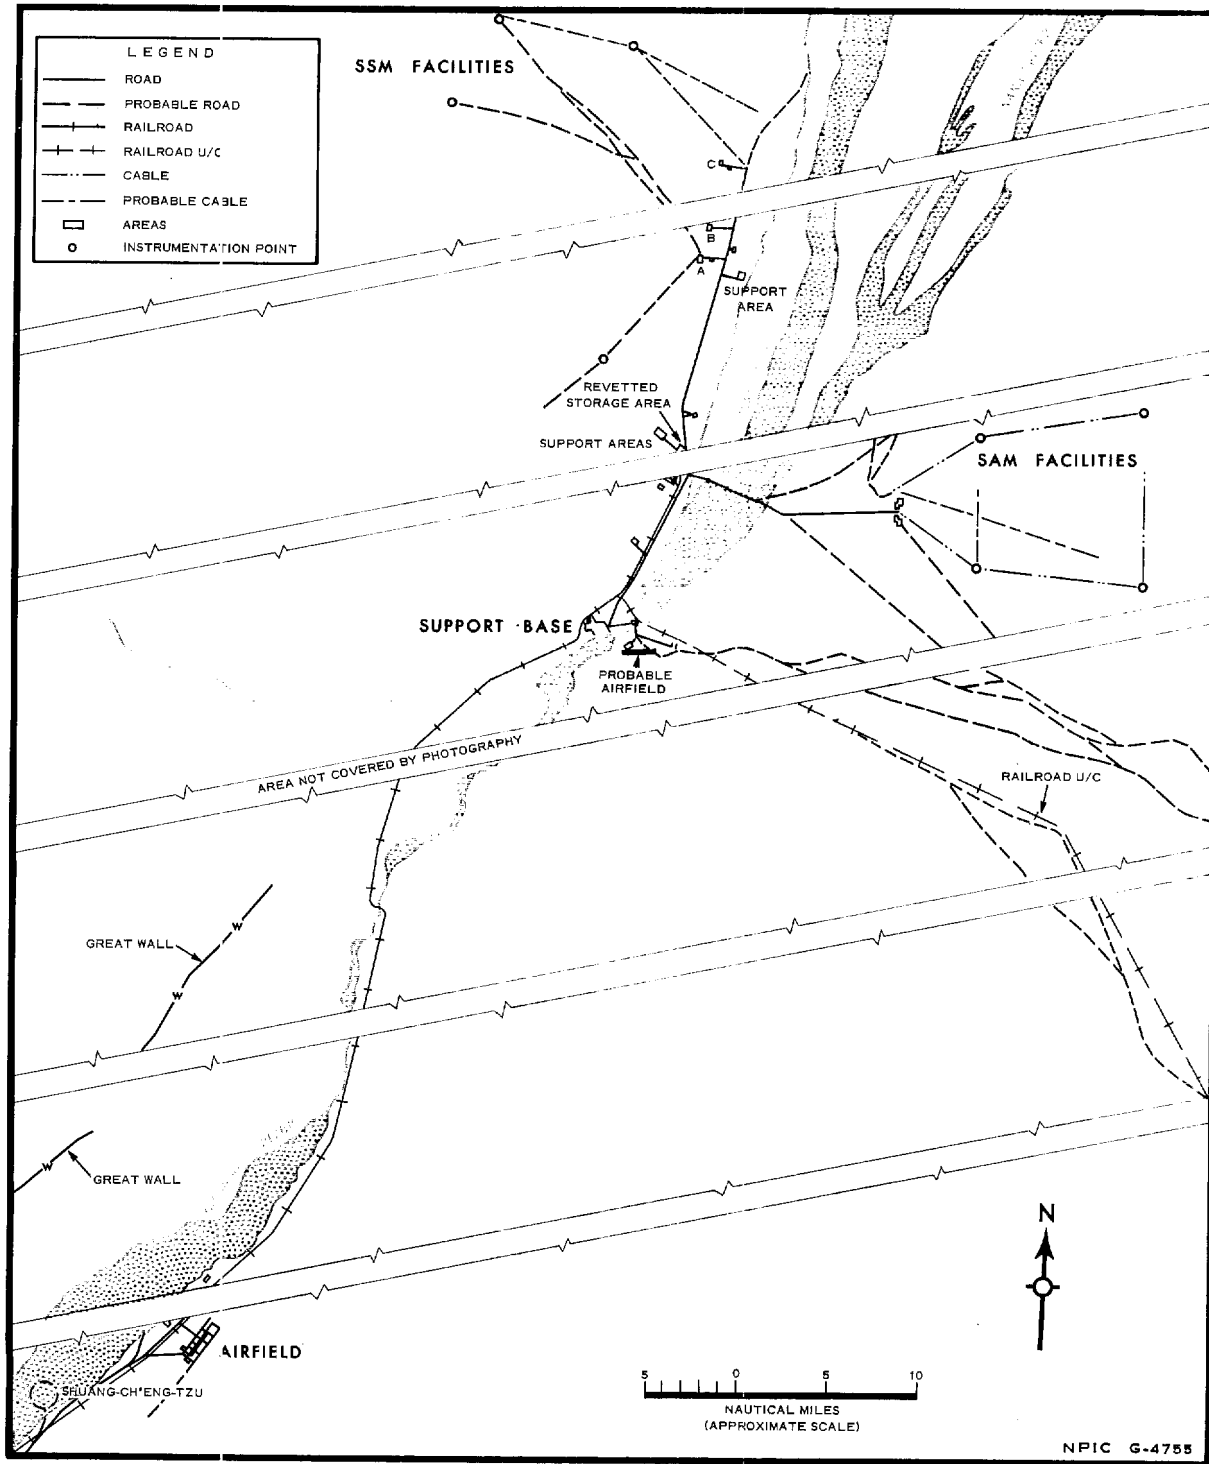 LEGEND
ROAD
PROBABLE ROAD
RAILROAD
RAILROAD U/C
CABLE
PROBABLE CABLE
AREAS
INSTRUMENTATION POINT
SSM FACILITIES
C
B
A
SUPPORT
AREA
REVETTED
STORAGE AREA
SUPPORT AREAS
SAM FACILITIES
SUPPORT BASE
PROBABLE
AIRFIELD
AREA NOT COVERED BY PHOTOGRAPHY
RAILROAD U/C
W
GREAT WALL
W
GREAT WALL
W
N
AIRFIELD
SHUANG-CH'ENG-TZU
5 0 5 10
NAUTICAL MILES
(APPROXIMATE SCALE)
NPIC G-4755